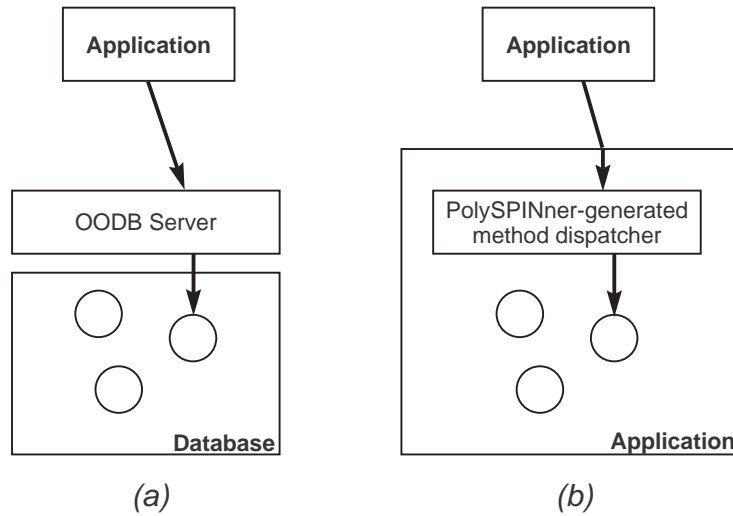 Application
OODB Server
Database
(a)
Application
PolySPINner-generated
method dispatcher
Application
(b)